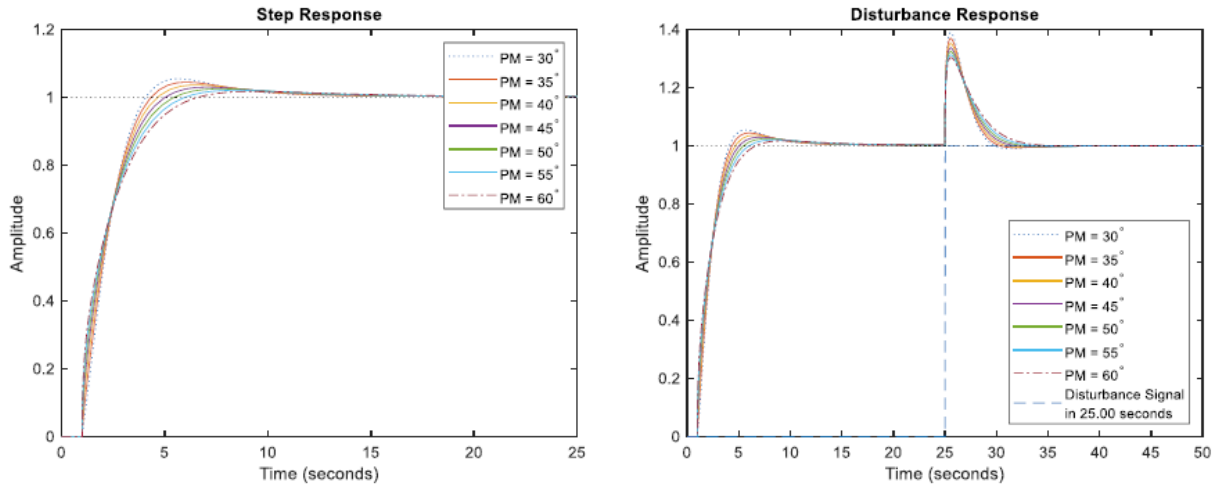 Step Response
1.2
1
0.8
0.6
0.4
0.2
0
Amplitude
0
5
10
15
20
25
Time (seconds)
PM = 30°
PM = 35°
PM = 40°
PM = 45°
PM = 50°
PM = 55°
PM = 60°
Disturbance Response
1.4
1.2
1
0.8
0.6
0.4
0.2
0
Amplitude
0
5
10
15
20
25
30
35
40
45
50
Time (seconds)
PM = 30°
PM = 35°
PM = 40°
PM = 45°
PM = 50°
PM = 55°
PM = 60°
Disturbance Signal
in 25.00 seconds